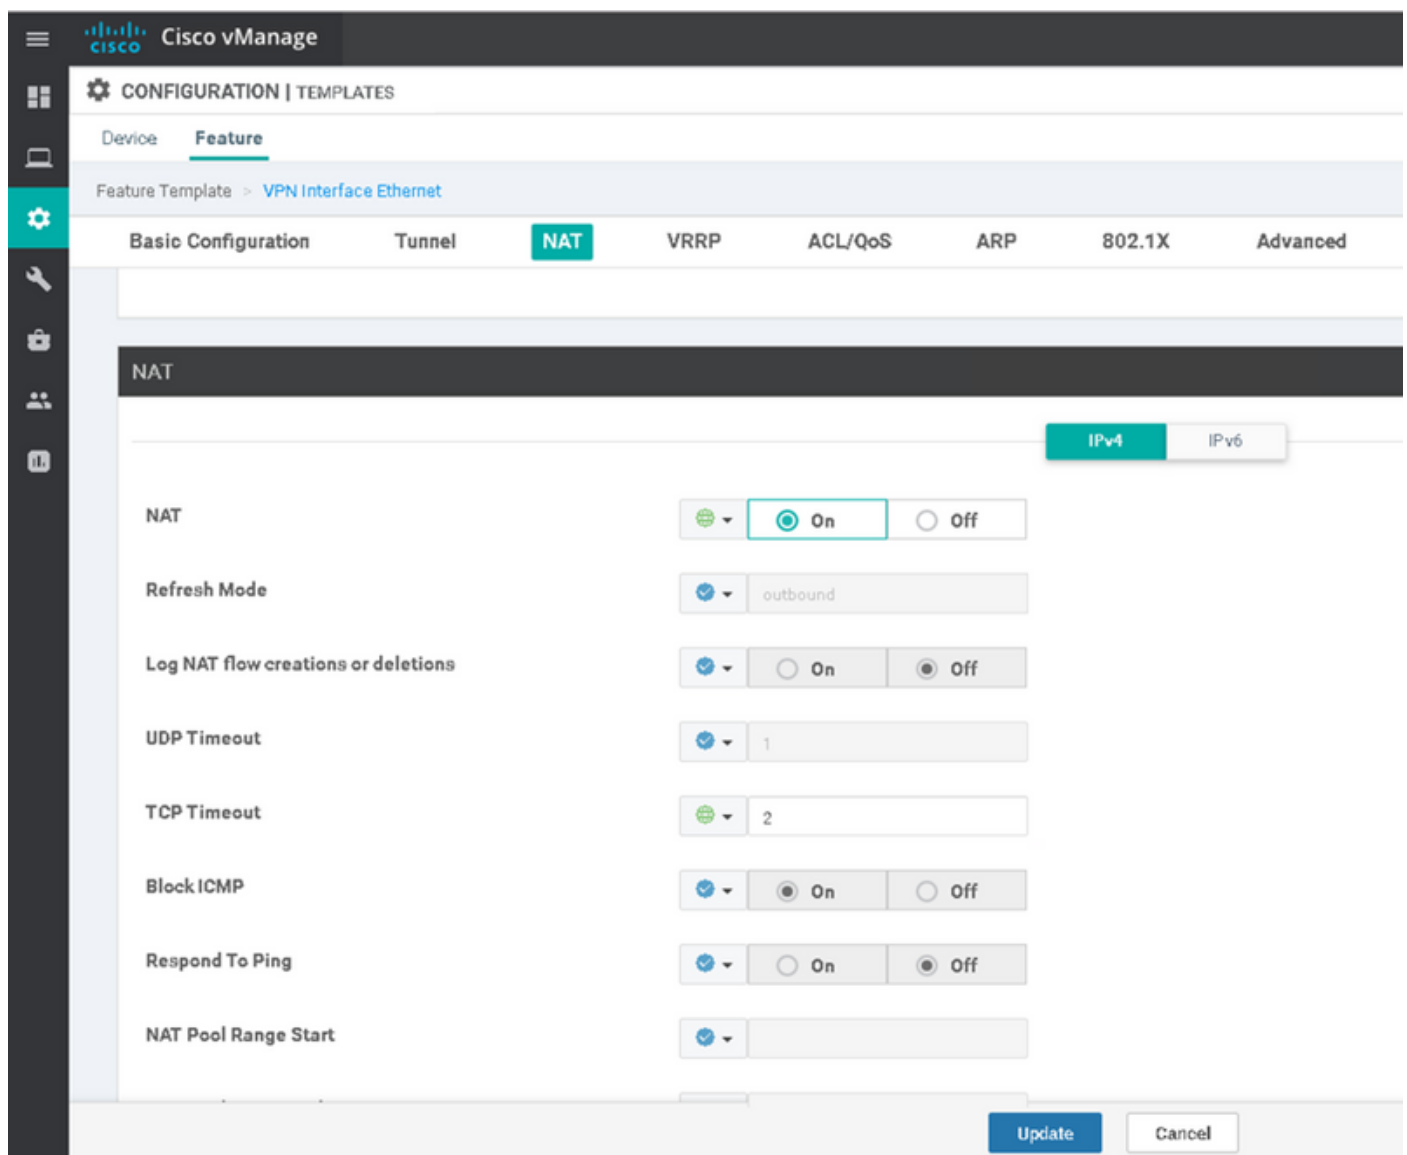 CISCO Cisco vManage
CONFIGURATION | TEMPLATES
Device Feature
Feature Template > VPN Interface Ethernet
Basic Configuration Tunnel NAT VRRP ACL/QoS ARP 802.1X Advanced
NAT
IPv4 IPv6
NAT On Off
Refresh Mode outbound
Log NAT flow creations or deletions On Off
UDP Timeout 1
TCP Timeout 2
Block ICMP On Off
Respond To Ping On Off
NAT Pool Range Start
Update Cancel